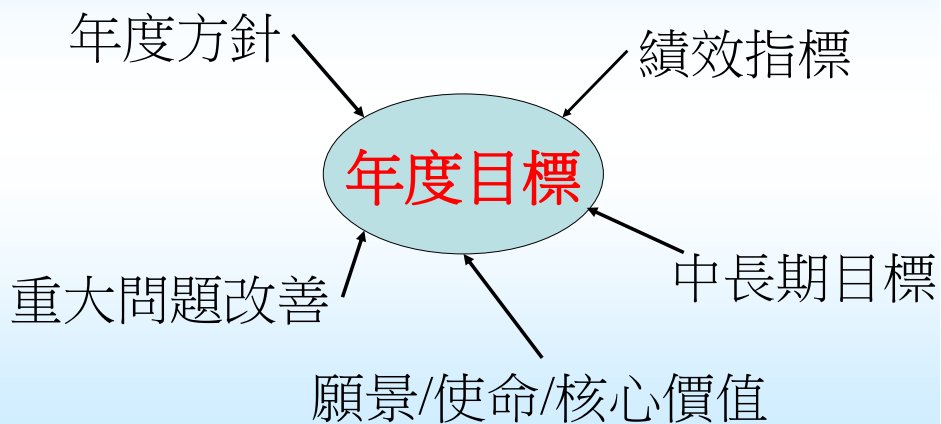 年度方針
績效指標
年度目標
中長期目標
重大問題改善
願景/使命/核心價值